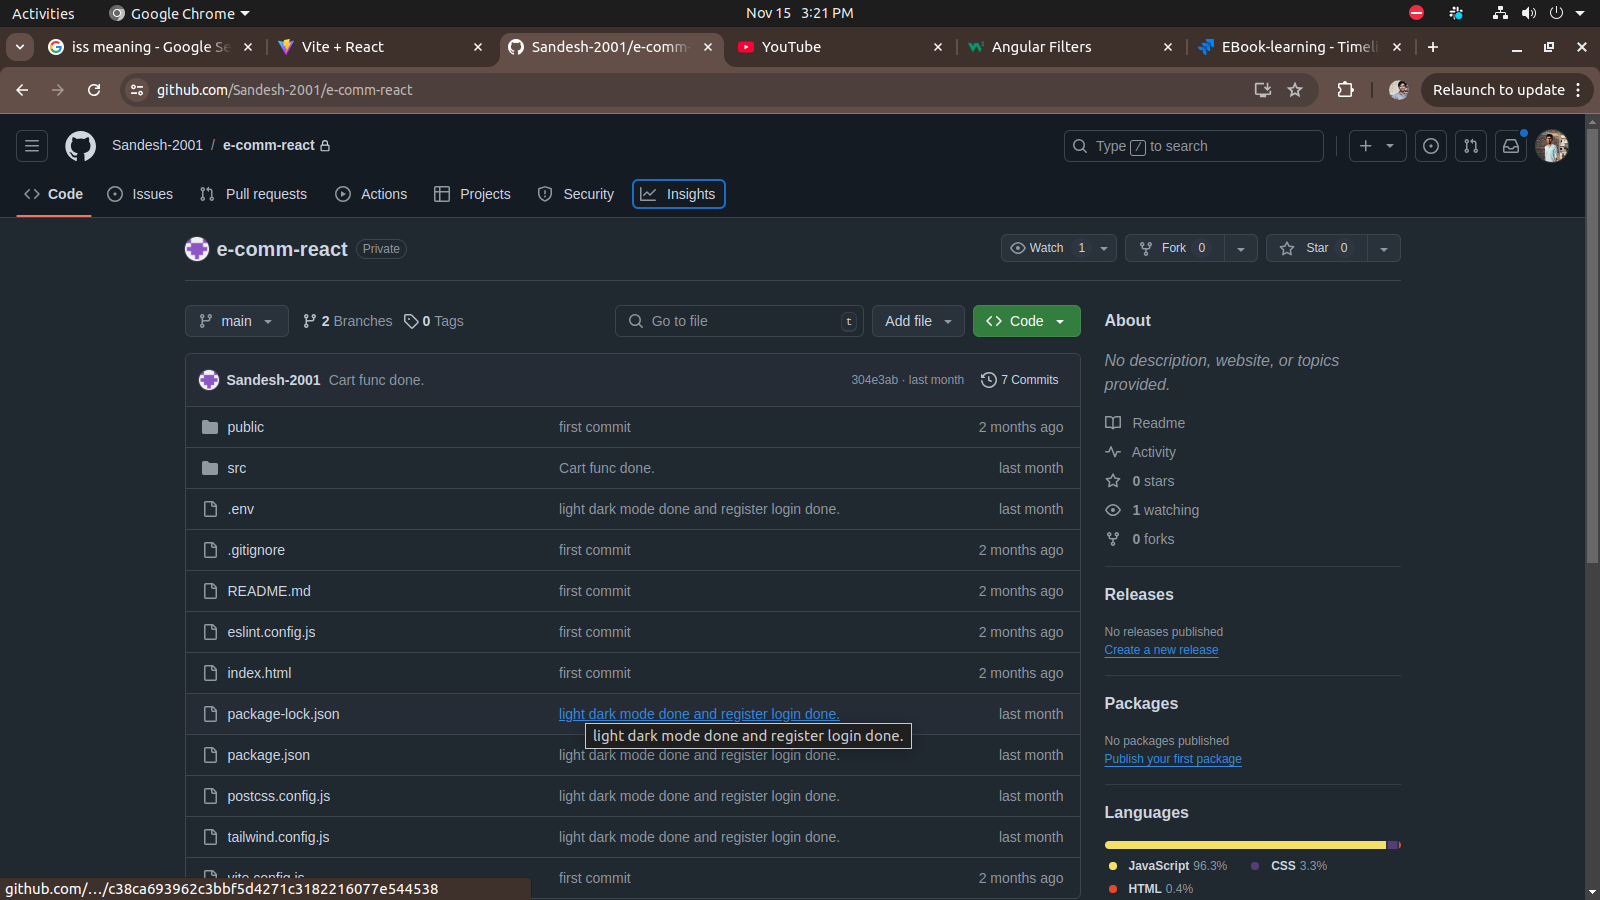 Activities Google Chrome Nov 15 3:21 PM
iss meaning - Google Se Vite + React Sandesh-2001/e-comm- YouTube Angular Filters EBook-learning - Timeli
github.com/Sandesh-2001/e-comm-react Relaunch to update
Sandesh-2001 / e-comm-react Type / to search
Code Issues Pull requests Actions Projects Security Insights
e-comm-react Private Watch 1 Fork 0 Star 0
main 2 Branches 0 Tags Go to file t Add file Code
Sandesh-2001 Cart func done. 304e3ab · last month 7 Commits
public first commit 2 months ago
src Cart func done. last month
.env light dark mode done and register login done. last month
.gitignore first commit 2 months ago
README.md first commit 2 months ago
eslint.config.js first commit 2 months ago
index.html first commit 2 months ago
package-lock.json light dark mode done and register login done. last month
light dark mode done and register login done.
package.json light dark mode done and register login done. last month
postcss.config.js light dark mode done and register login done. last month
tailwind.config.js light dark mode done and register login done. last month
vite.config.js first commit 2 months ago
About
No description, website, or topics
provided.
Readme
Activity
0 stars
1 watching
0 forks
Releases
No releases published
Create a new release
Packages
No packages published
Publish your first package
Languages
JavaScript 96.3% CSS 3.3%
HTML 0.4%
github.com/.../c38ca693962c3bbf5d4271c3182216077e544538